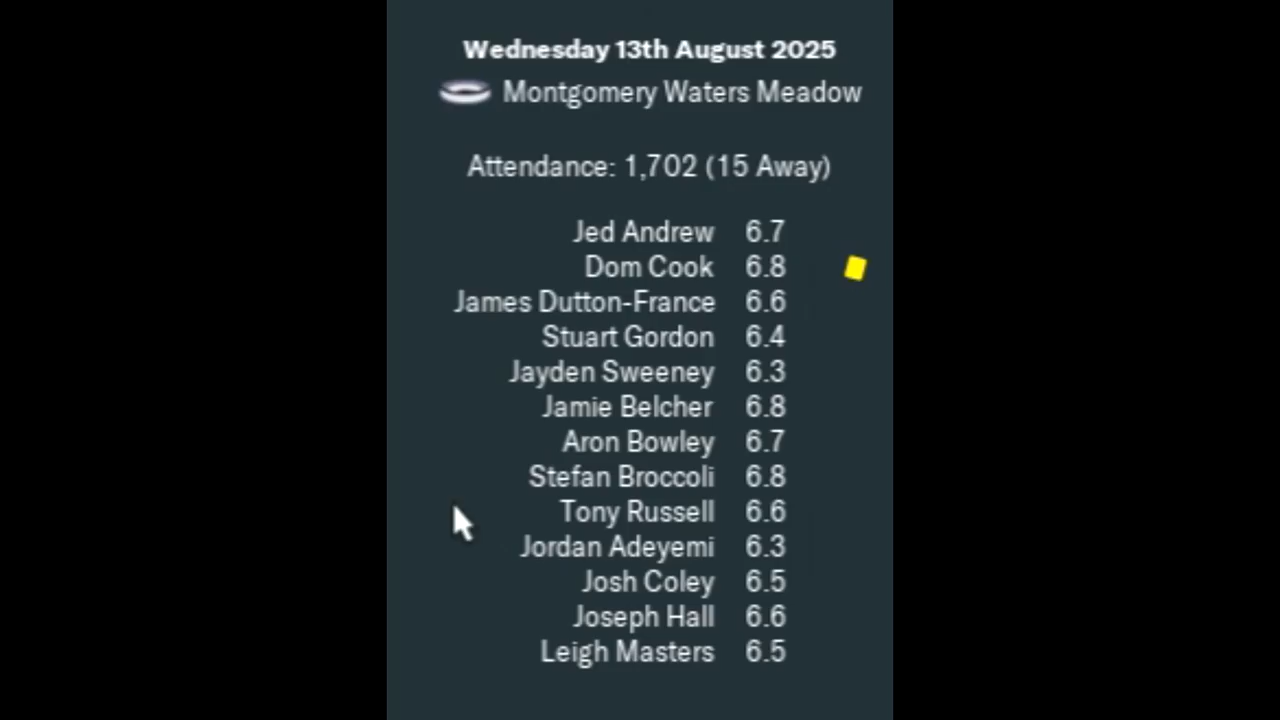 Wednesday 13th August 2025
Montgomery Waters Meadow
Attendance: 1,702 (15 Away)
Jed Andrew 6.7
Dom Cook 6.8
James Dutton-France 6.6
Stuart Gordon 6.4
Jayden Sweeney 6.3
Jamie Belcher 6.8
Aron Bowley 6.7
Stefan Broccoli 6.8
Tony Russell 6.6
Jordan Adeyemi 6.3
Josh Coley 6.5
Joseph Hall 6.6
Leigh Masters 6.5